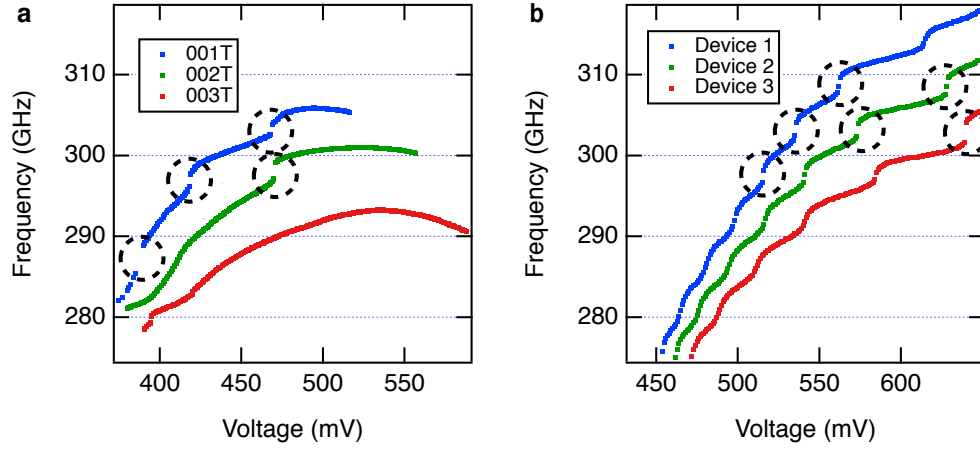 a
001T
002T
003T
310
300
290
280
400
450
500
550
Frequency (GHz)
Voltage (mV)
b
Device 1
Device 2
Device 3
310
300
290
280
450
500
550
600
Frequency (GHz)
Voltage (mV)